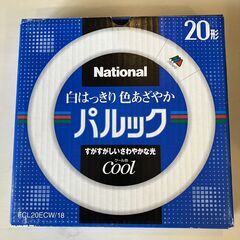 20形
National
白はっきり 色あざやか
パルック
すがすがしいさわやかな光
クール色
cool
FCL20ECW/18